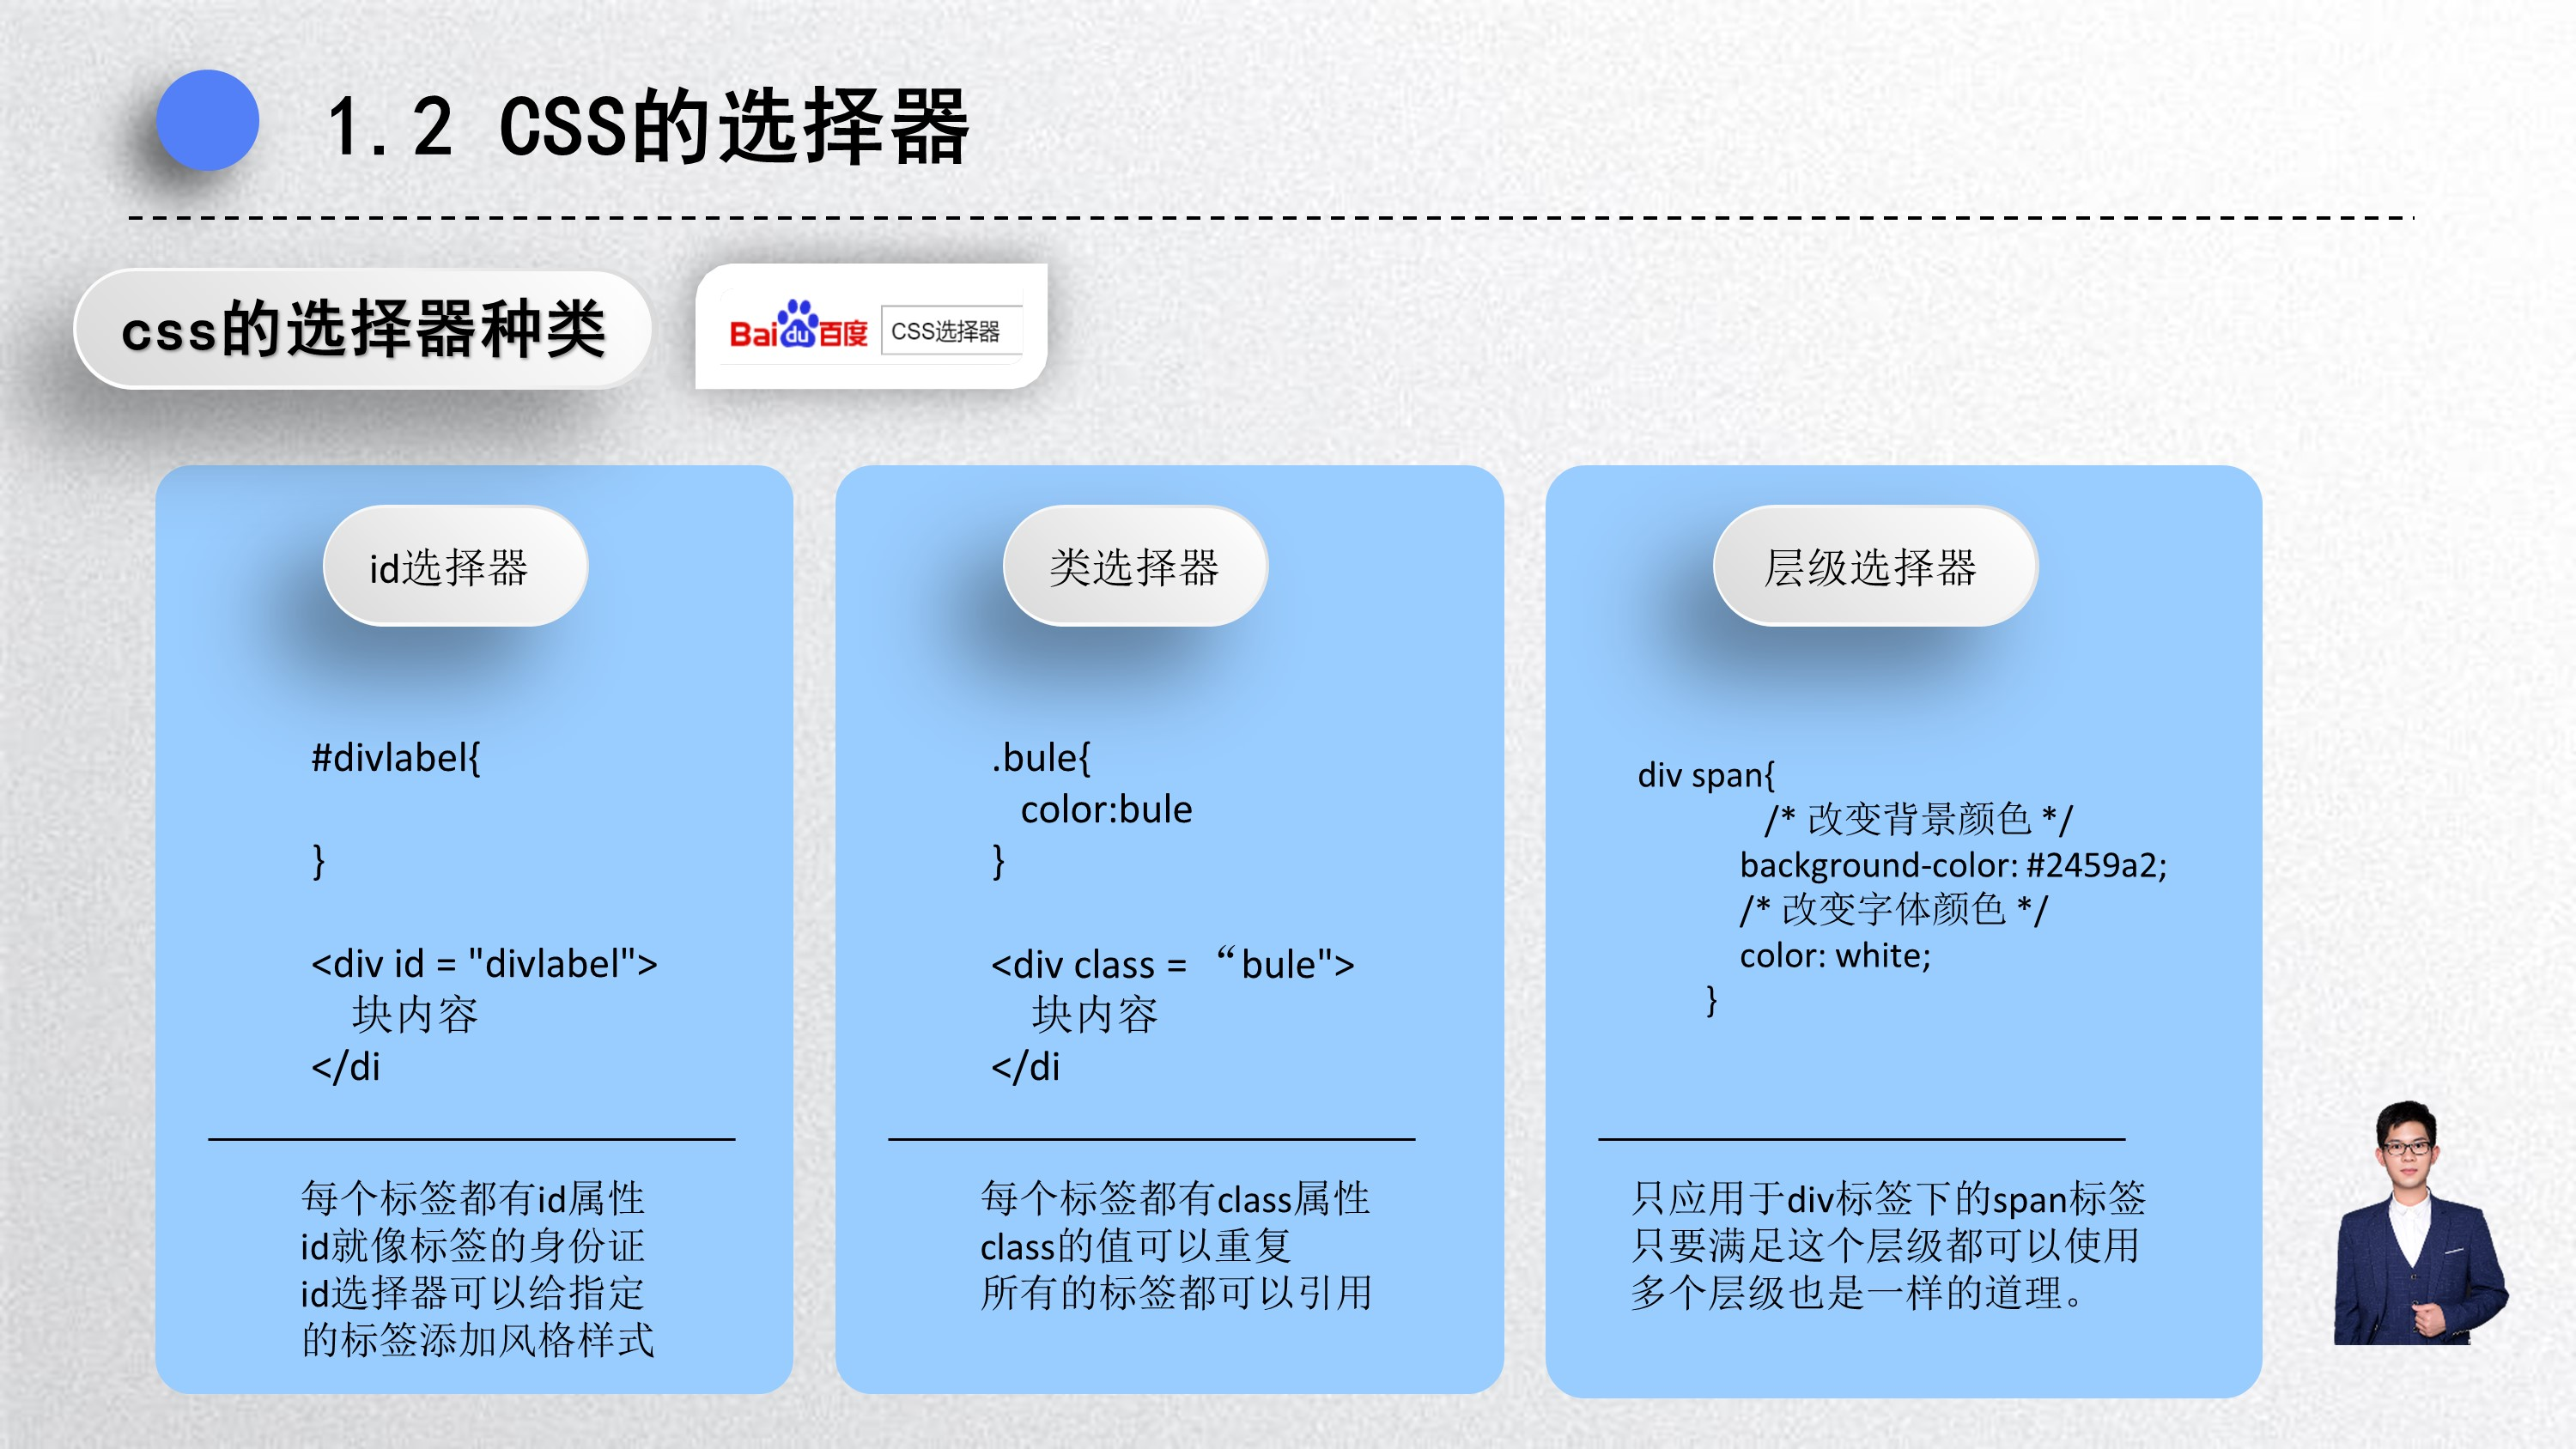 1.2 CSS的选择器
css的选择器种类
Bai du 百度 CSS选择器
id选择器
#divlabel{
}
<div id = "divlabel">
块内容
</di
每个标签都有id属性
id就像标签的身份证
id选择器可以给指定
的标签添加风格样式
类选择器
.bule{
color:bule
}
<div class = “bule">
块内容
</di
每个标签都有class属性
class的值可以重复
所有的标签都可以引用
层级选择器
div span{
/* 改变背景颜色 */
background-color: #2459a2;
/* 改变字体颜色 */
color: white;
}
只应用于div标签下的span标签
只要满足这个层级都可以使用
多个层级也是一样的道理。